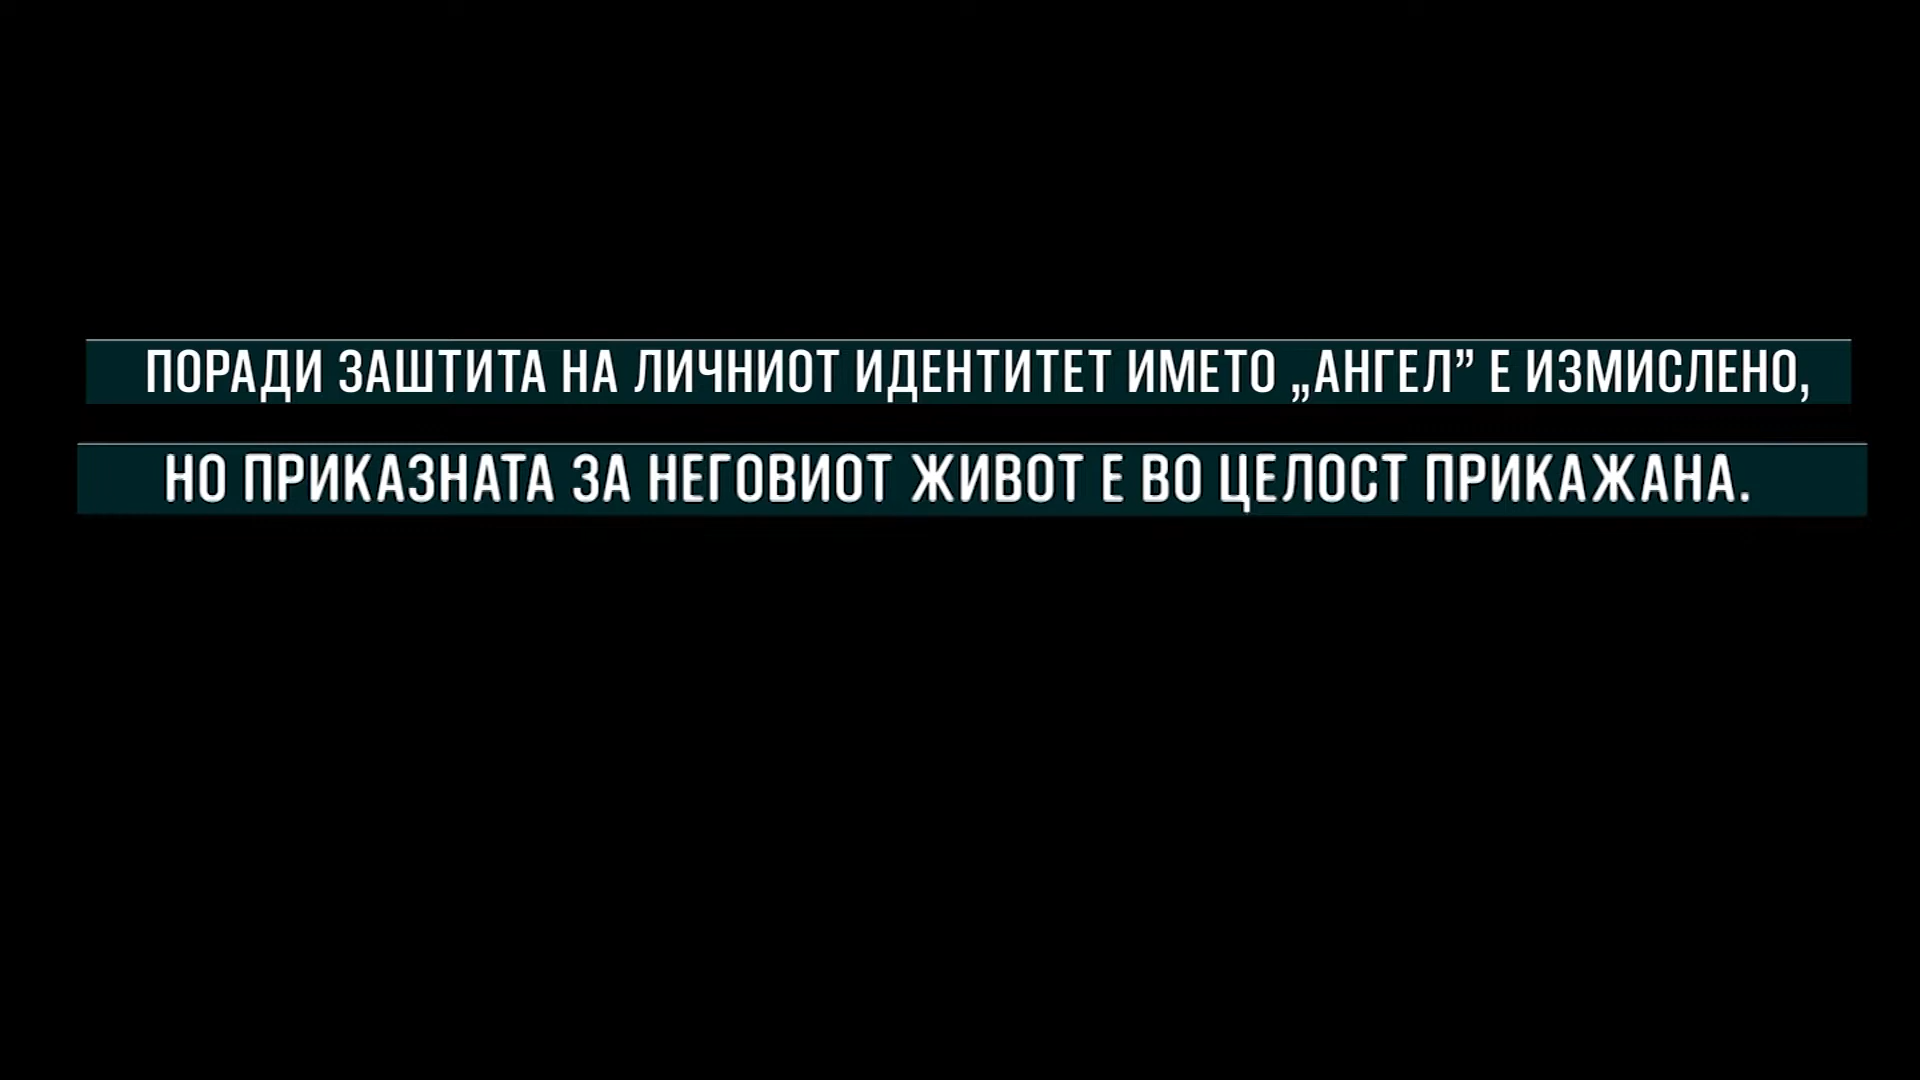 ПОРАДИ ЗАШТИТА НА ЛИЧНИОТ ИДЕНТИТЕТ ИМЕТО „АНГЕЛ” Е ИЗМИСЛЕНО,
НО ПРИКАЗНАТА ЗА НЕГОВИОТ ЖИВОТ Е ВО ЦЕЛОСТ ПРИКАЖАНА.